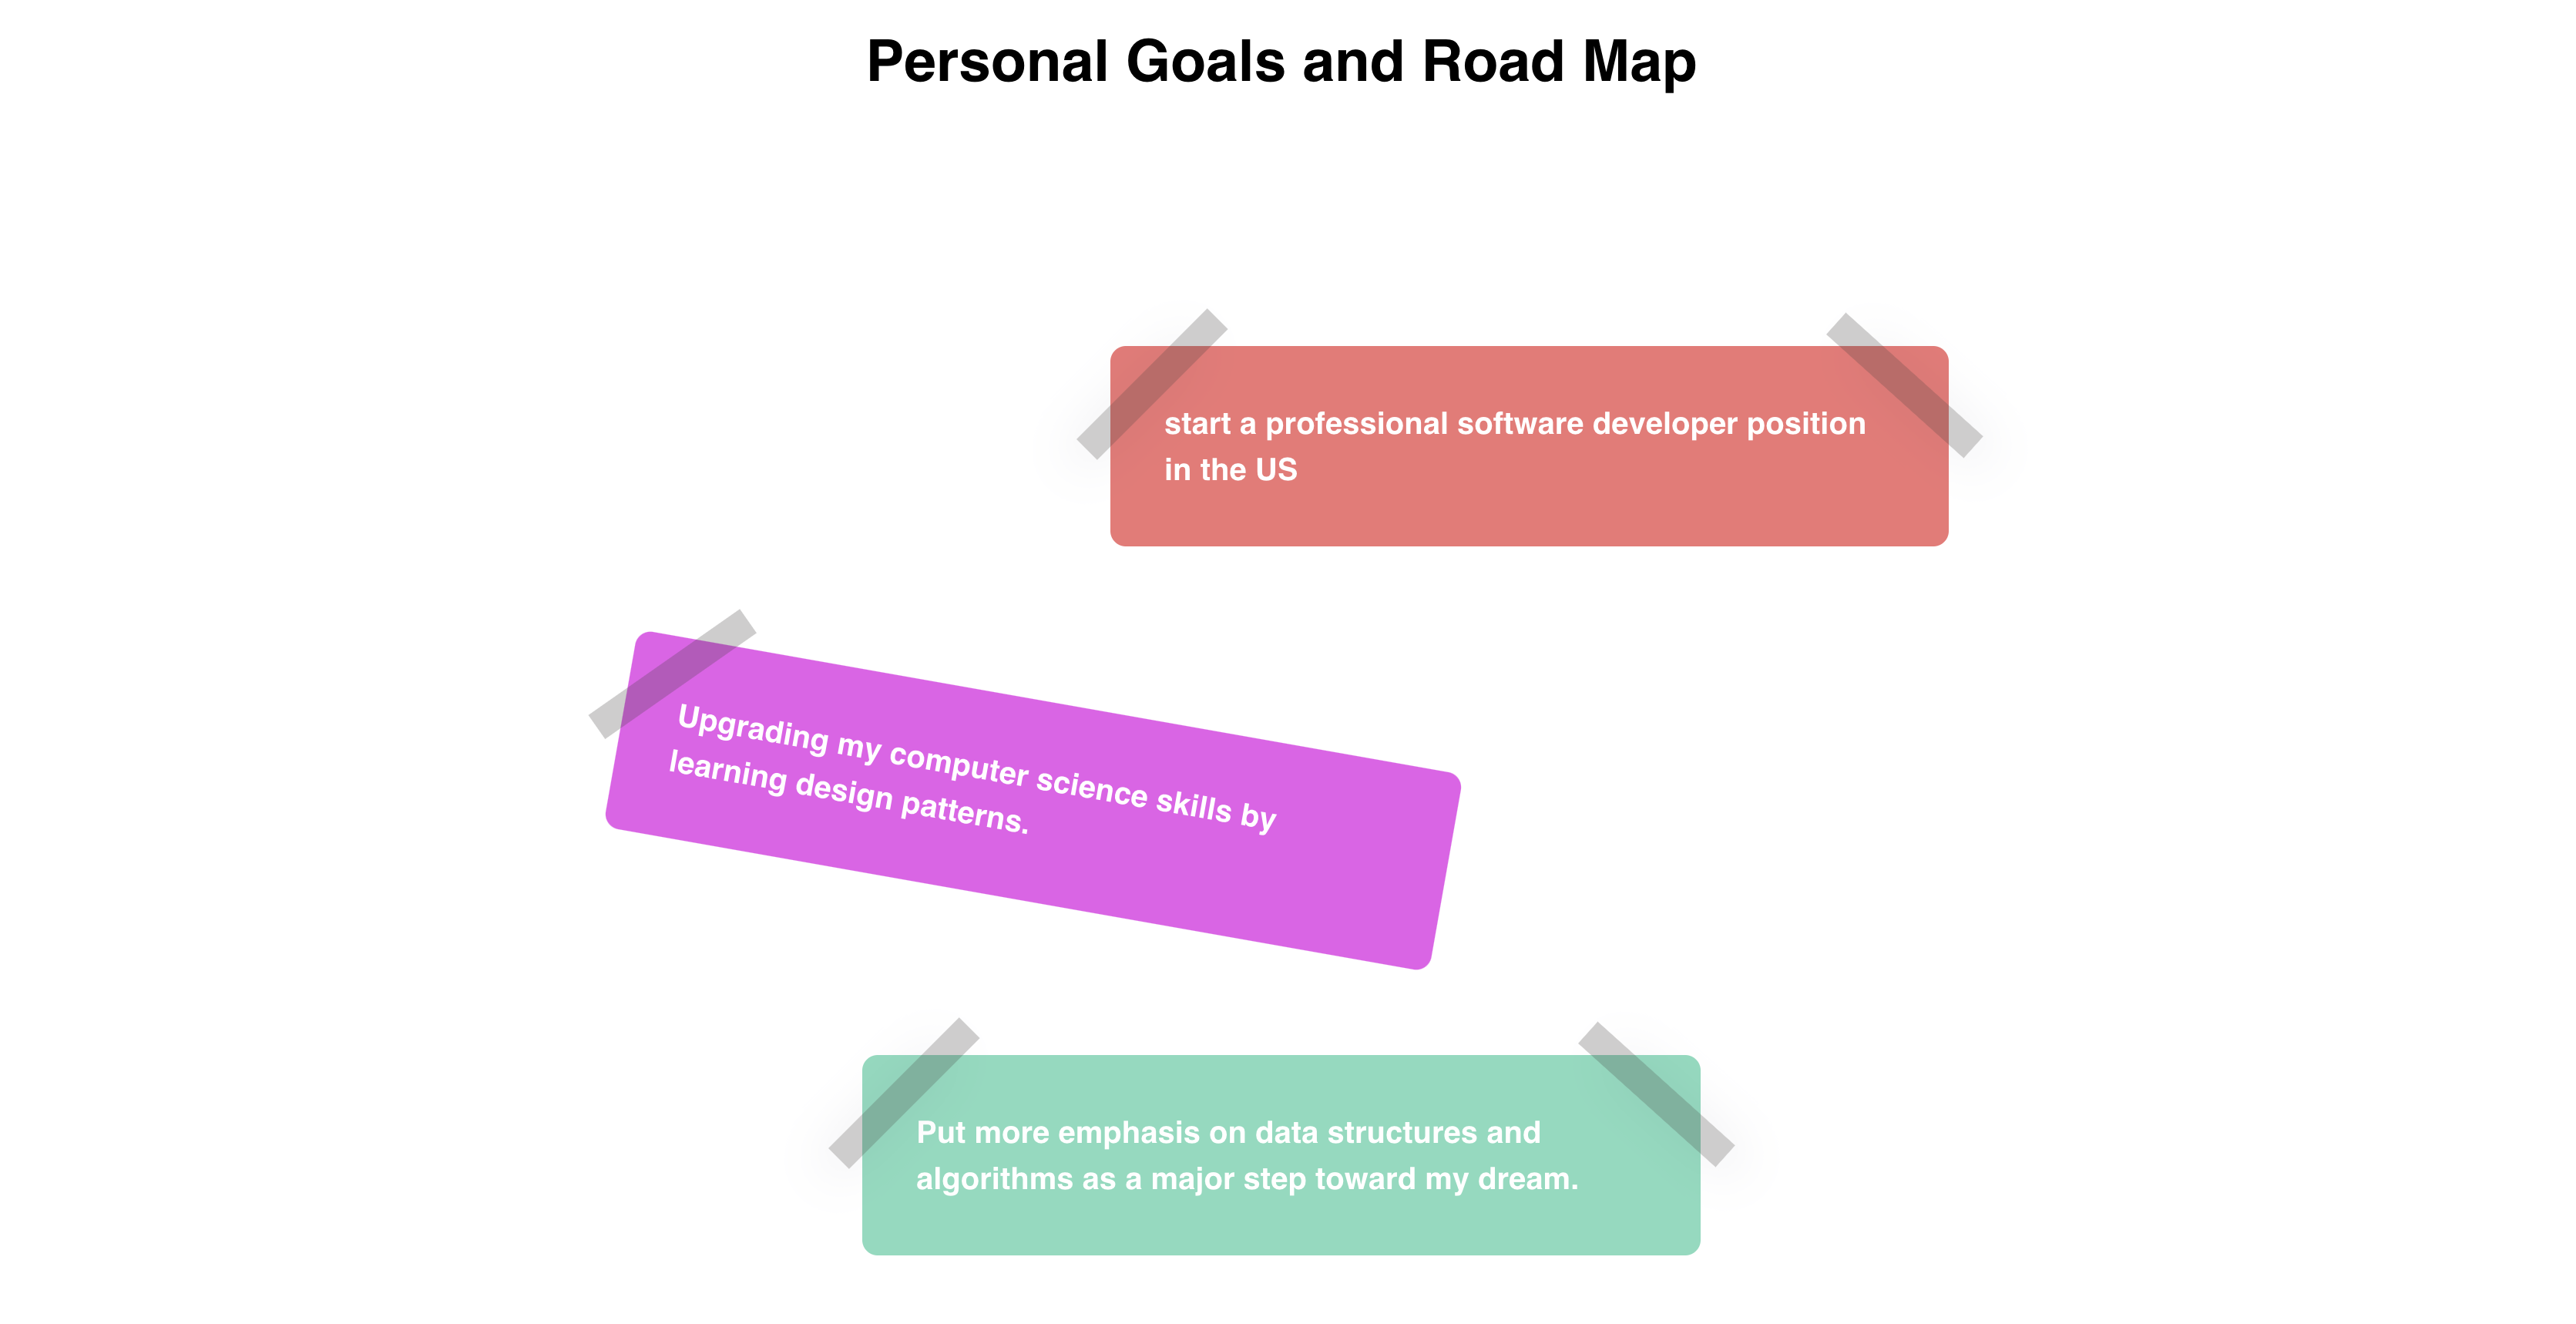 Personal Goals and Road Map
start a professional software developer position
in the US
Upgrading my computer science skills by
learning design patterns.
Put more emphasis on data structures and
algorithms as a major step toward my dream.